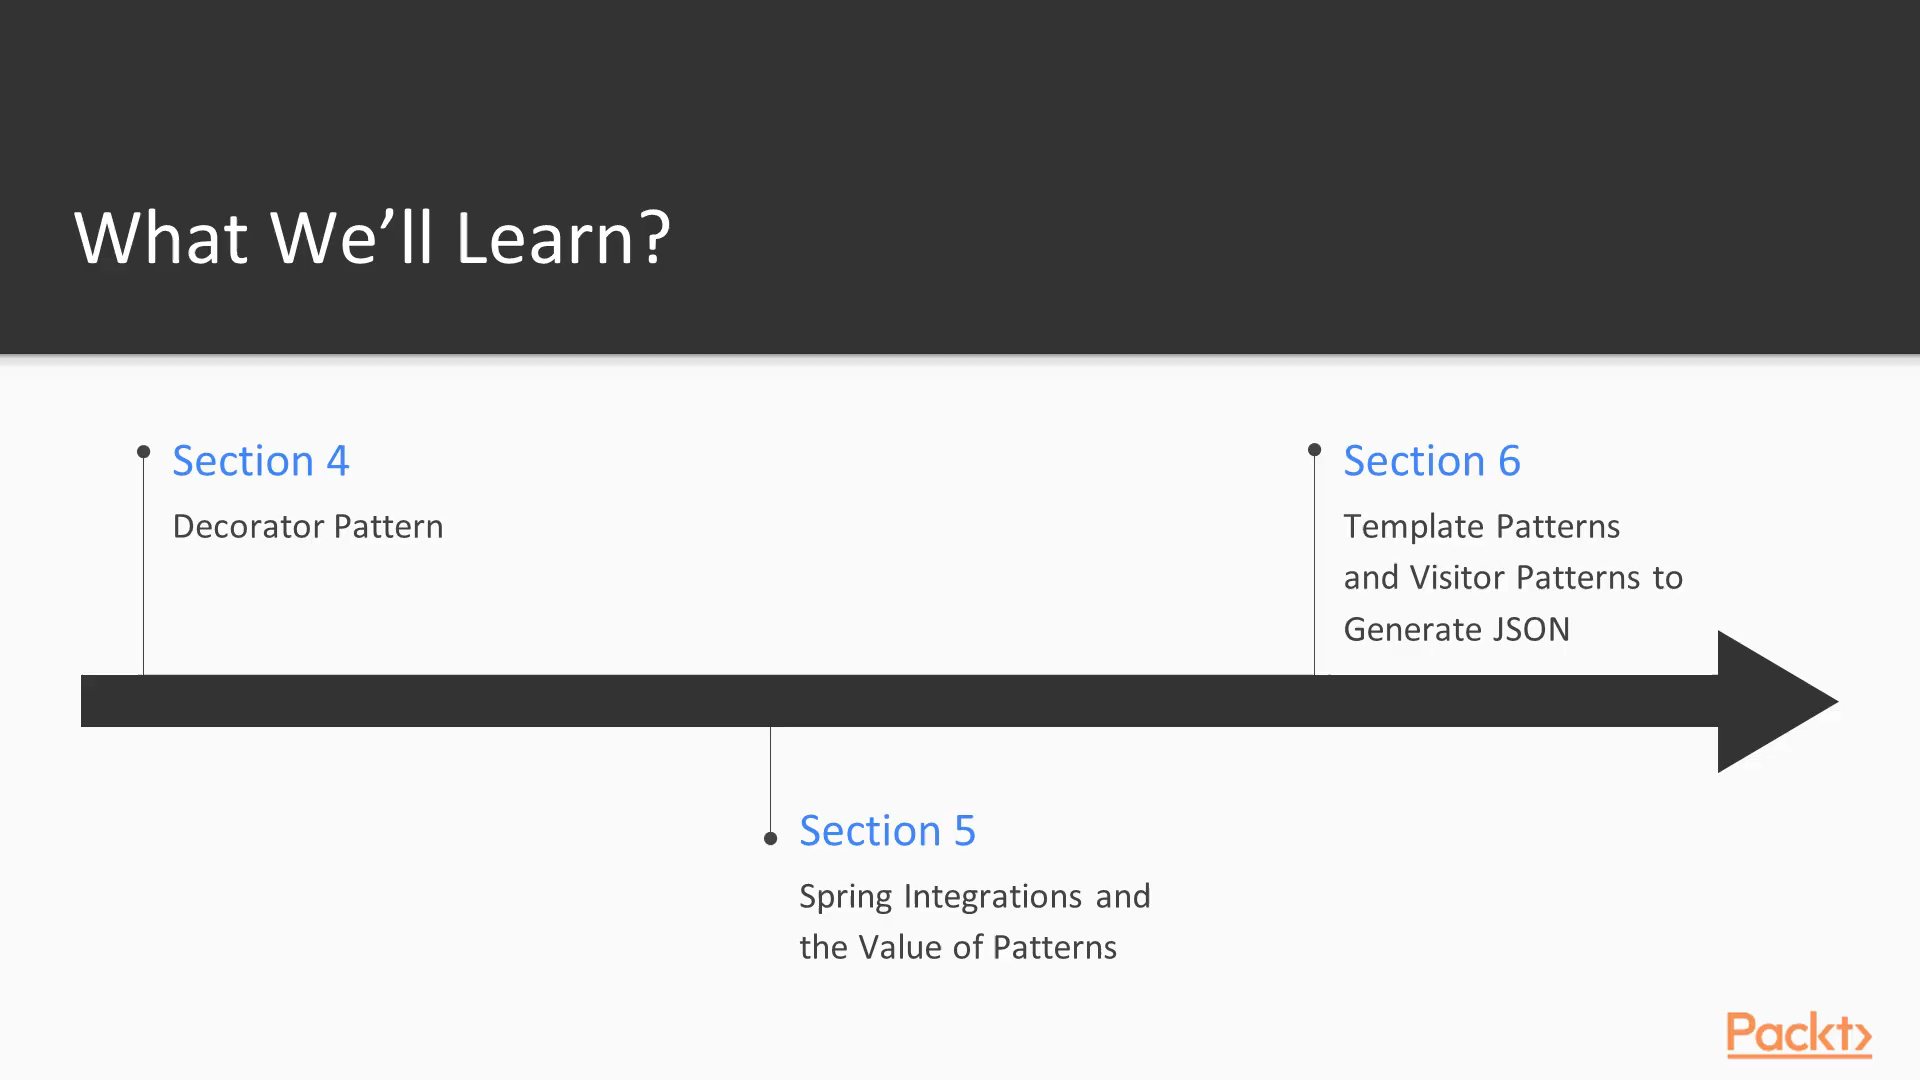 What We’ll Learn?
Section 4
Decorator Pattern
Section 5
Spring Integrations and
the Value of Patterns
Section 6
Template Patterns
and Visitor Patterns to
Generate JSON
Packt